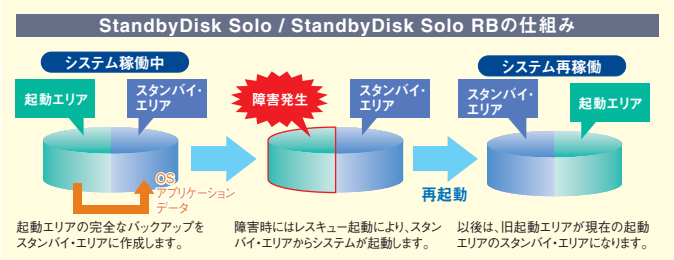 StandbyDisk Solo / StandbyDisk Solo RBの仕組み
システム稼働中
起動エリア
スタンバイ・
エリア
OS
アプリケーション
データ
起動エリアの完全なバックアップを
スタンバイ・エリアに作成します。
障害発生
スタンバイ・
エリア
障害時にはレスキュー起動により、スタン
バイ・エリアからシステムが起動します。
再起動
システム再稼働
スタンバイ・
エリア
起動エリア
以後は、旧起動エリアが現在の起動
エリアのスタンバイ・エリアになります。